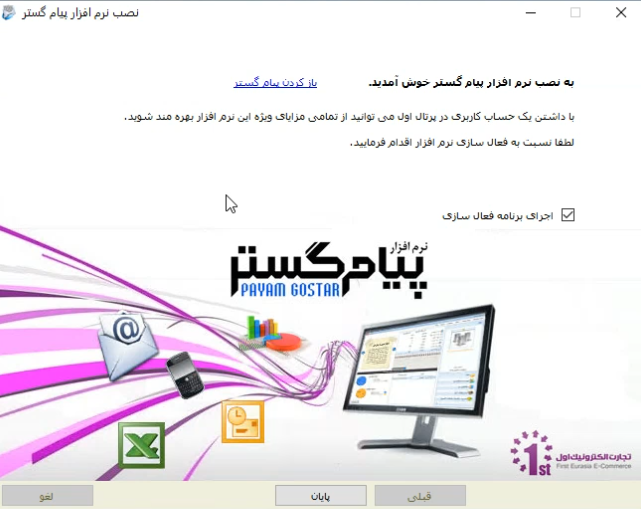 نصب نرم افزار پیام گستر
به نصب نرم افزار پیام گستر خوش آمدید.
باز کردن پیام گستر
با داشتن یک حساب کاربری در پرتال اول می توانید از تمامی مزایای ویژه این نرم افزار بهره مند شوید.
لطفا نسبت به فعال سازی نرم افزار اقدام فرمایید.
اجرای برنامه فعال سازی
نرم افزار
پیام گستر
PAYAM GOSTAR
تجارت الکترونیک اول
1st
First Eurasia E-Commerce
قبلی
پایان
لغو